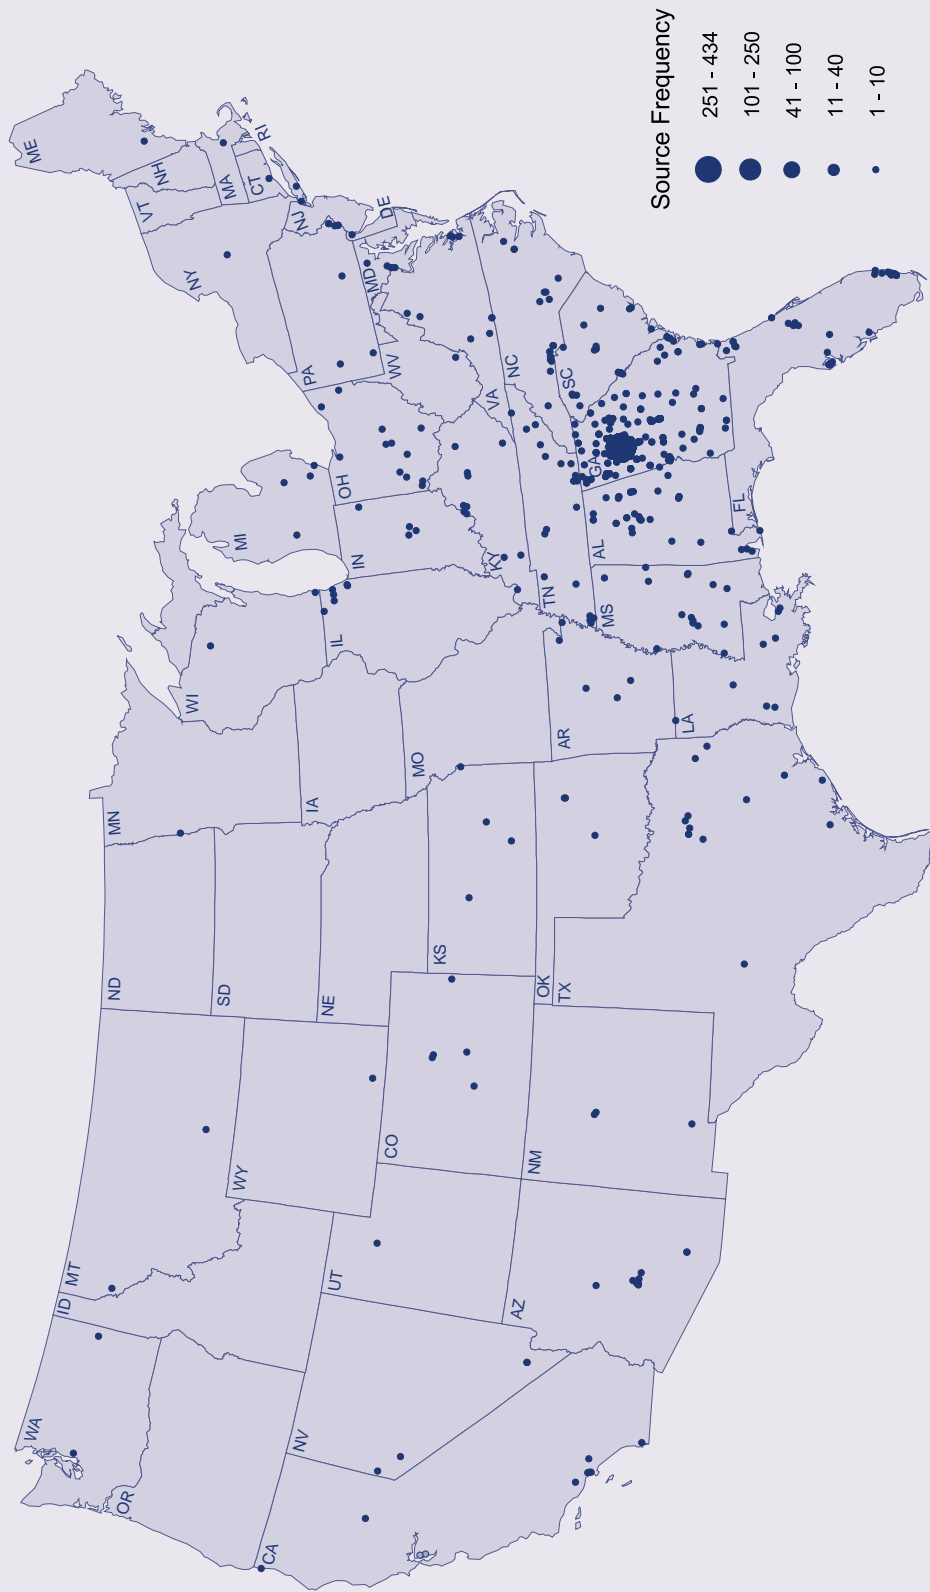 WA
MT
ND
MN
ME
ID
VT
NH
OR
SD
WI
MI
NY
MA
CT
RI
WY
NE
IA
PA
NJ
CA
NV
UT
CO
IL
IN
OH
MD
DE
KS
MO
WV
VA
KY
AZ
NM
OK
TX
AR
TN
NC
SC
MS
AL
GA
LA
FL
Source Frequency
251 - 434
101 - 250
41 - 100
11 - 40
1 - 10